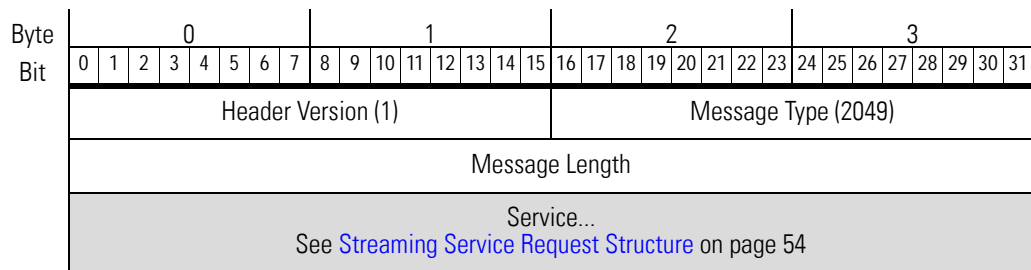 Byte 0 1 2 3
Bit 0 1 2 3 4 5 6 7 8 9 10 11 12 13 14 15 16 17 18 19 20 21 22 23 24 25 26 27 28 29 30 31
Header Version (1) Message Type (2049)
Message Length
Service...
See Streaming Service Request Structure on page 54